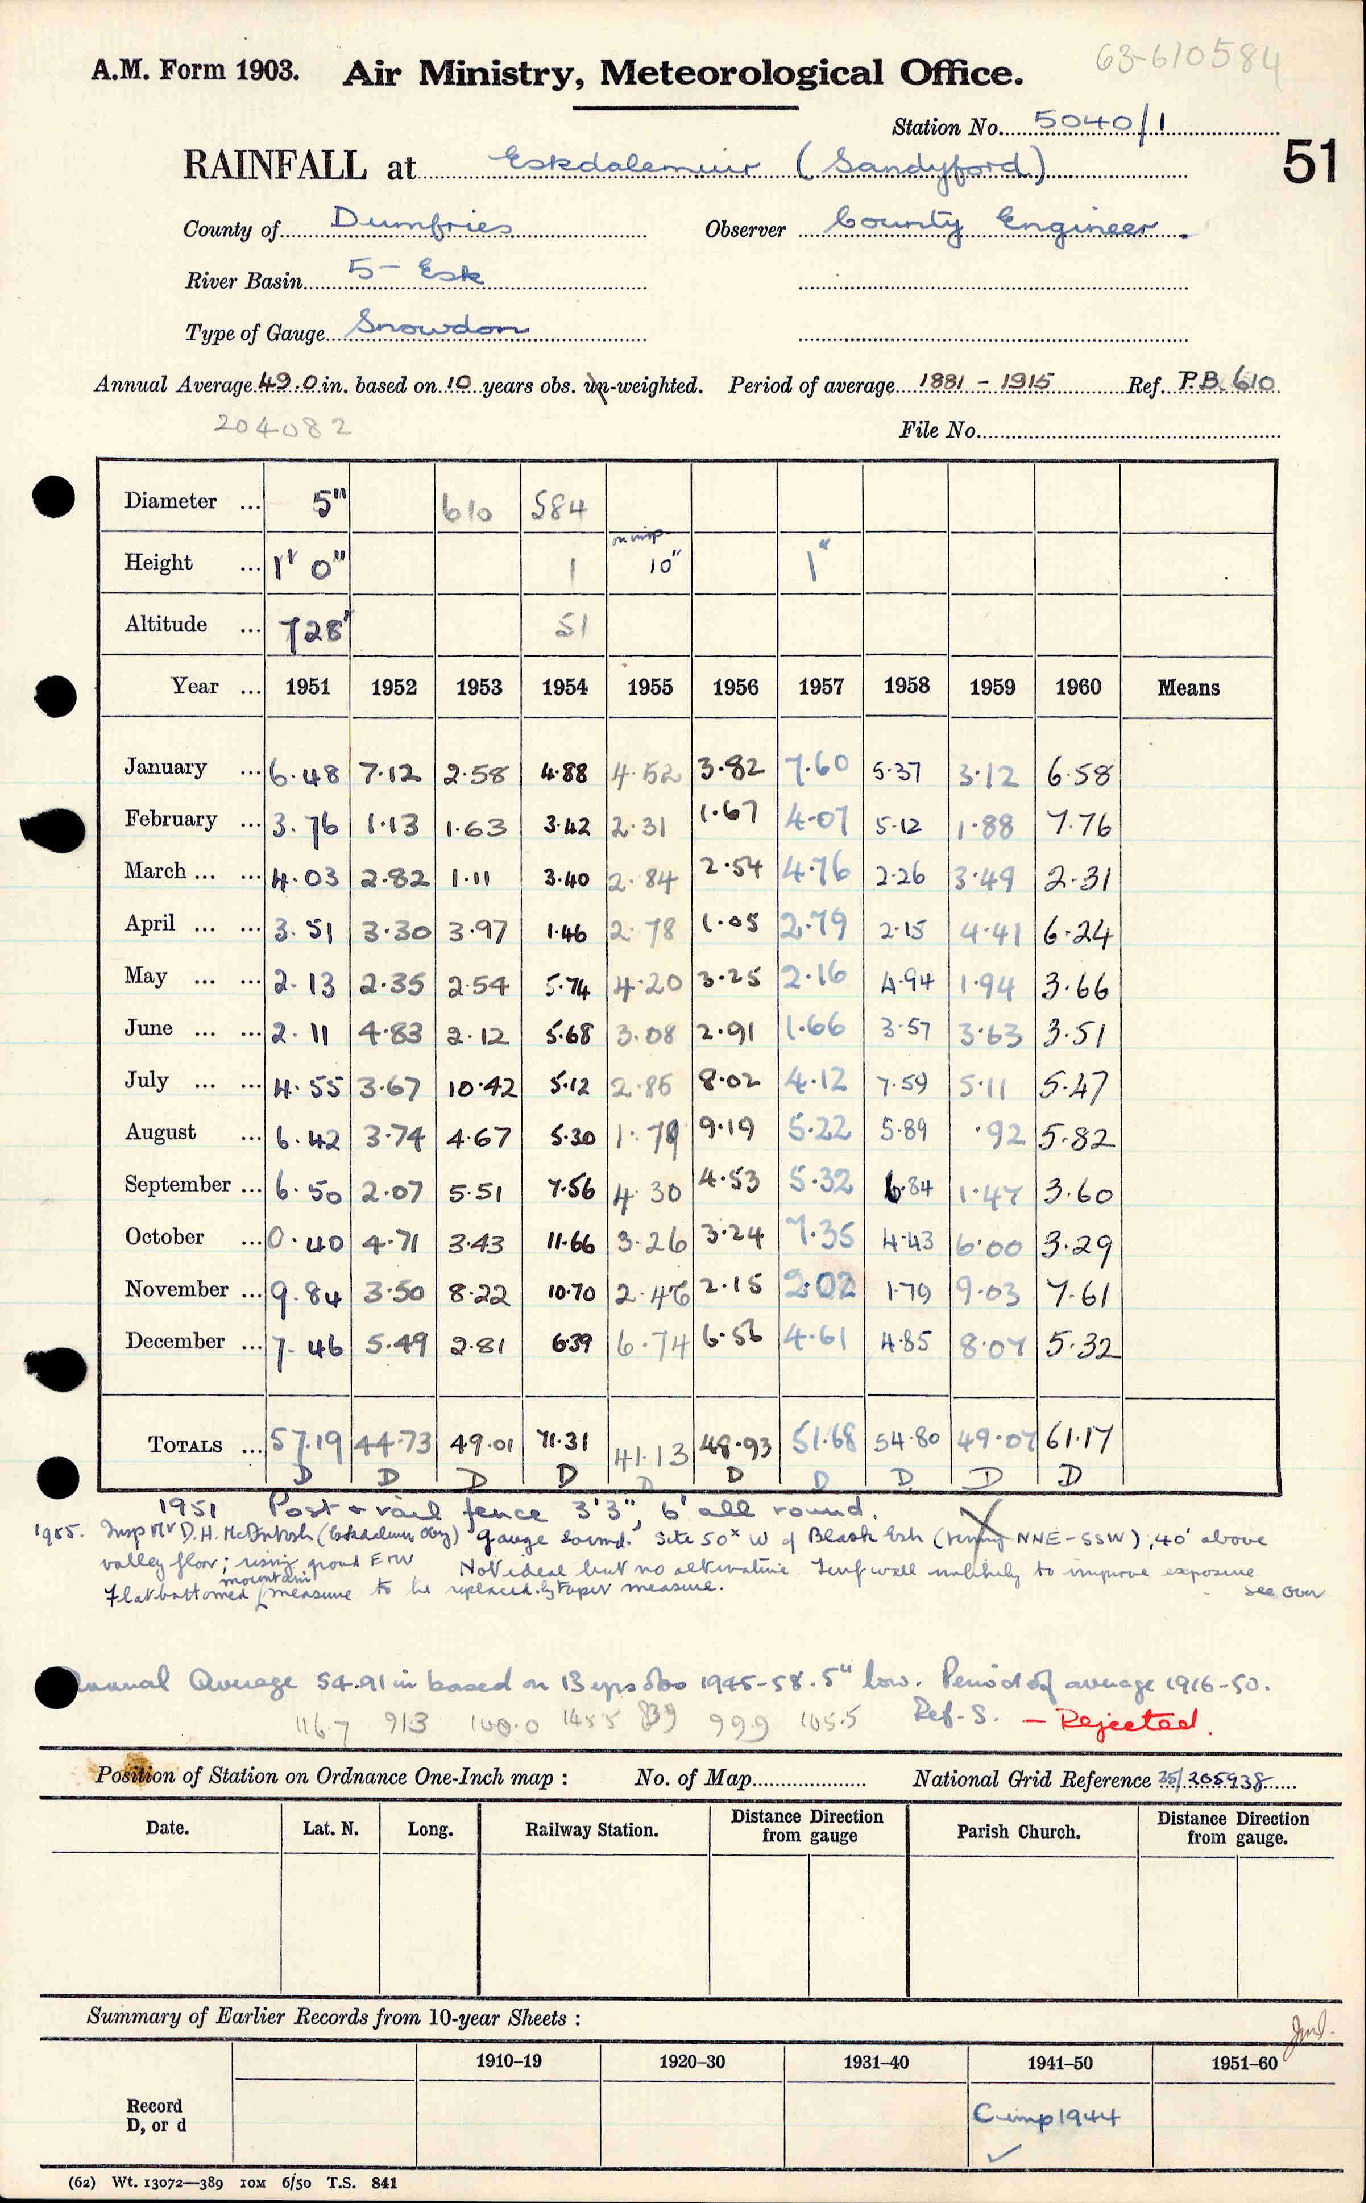 63-610584
A.M. Form 1903. Air Ministry, Meteorological Office.
Station No. 5040/1
51
RAINFALL at Eskdalemuir (Sandyford)
County of Dumfries Observer County Engineer.
River Basin 5- Esk
Type of Gauge Snowdon
Annual Average 49.0 in. based on 10 years obs. un-weighted. Period of average 1881 - 1915 Ref. P.B. 610
204082
File No.
Diameter ... 5" 610 584
on insp
Height ... 1' 0" 1 10" 1"
Altitude ... 728' 51
Year ... 1951 1952 1953 1954 1955 1956 1957 1958 1959 1960 Means
January ... 6.48 7.12 2.58 4.88 4.52 3.82 7.60 5.37 3.12 6.58
February ... 3.76 1.13 1.63 3.42 2.31 1.67 4.07 5.12 1.88 7.76
March ... ... 4.03 2.82 1.11 3.40 2.84 2.54 4.76 2.26 3.49 2.31
April ... ... 3.51 3.30 3.97 1.46 2.78 1.05 2.79 2.15 4.41 6.24
May ... ... 2.13 2.35 2.54 5.74 4.20 3.25 2.16 4.94 1.94 3.66
June ... ... 2.11 4.83 2.12 5.68 3.08 2.91 1.66 3.57 3.63 3.51
July ... ... 4.55 3.67 10.42 5.12 2.85 8.02 4.12 7.59 5.11 5.47
August ... 6.42 3.74 4.67 5.30 1.79 9.19 5.22 5.89 .92 5.82
September ... 6.50 2.07 5.51 7.56 4.30 4.53 5.32 6.84 1.47 3.60
October ... 0.40 4.71 3.43 11.66 3.26 3.24 7.35 4.43 6.00 3.29
November ... 9.84 3.50 8.22 10.70 2.46 2.15 2.02 1.79 9.03 7.61
December ... 7.46 5.49 2.81 6.39 6.74 6.56 4.61 4.85 8.07 5.32
TOTALS ... 57.19 44.73 49.01 71.31 41.13 48.93 51.68 54.80 49.07 61.17
D D D D D D D D D D
1951 Post & rail fence 3'3", 6' all round.
1955. Insp Mr D.H. McIntosh (Eskdalemuir Oby) gauge sound. Site 50x W of Black Esk (NNE-SSW), 40' above
valley floor; rising ground E &W Not ideal but no alternative. Turf wall unlikely to improve exposure
mountain
Flat bottomed measure to be replaced by taper measure. see over
Annual Average 54.91 in based on 13 yrs obs 1945-58. 5" low. Period of average 1916-50.
116.7 91.3 100.0 145.5 99.9 105.5 Ref. S. - Rejected.
Position of Station on Ordnance One-Inch map : No. of Map National Grid Reference 35/205938
Date. Lat. N. Long. Railway Station. Distance Direction from gauge Parish Church. Distance Direction from gauge.
Summary of Earlier Records from 10-year Sheets :
1910–19 1920–30 1931–40 1941–50 1951–60
Record
D, or d
C imp 1944
(62) Wt. 13072—389 10M 6/50 T.S. 841